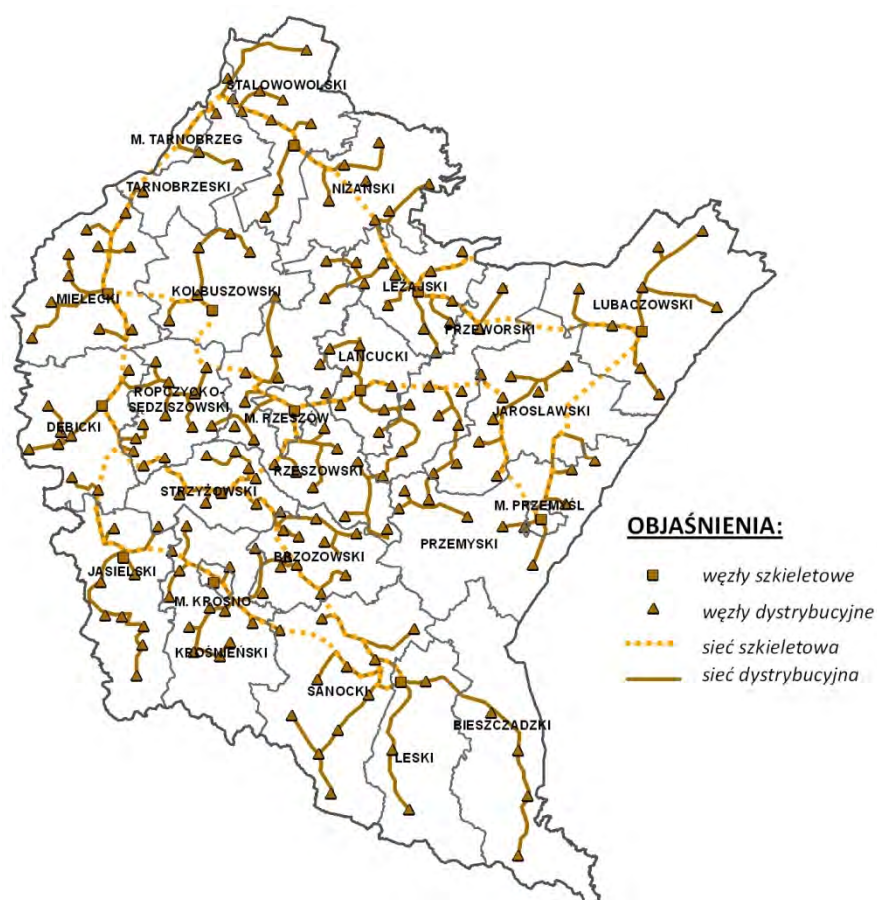 STALOWOWOLSKI
M. TARNOBRZEG
TARNOBRZESKI
NIŻAŃSKI
MIELECKI
KOLBUSZOWSKI
LEŻAJSKI
LUBACZOWSKI
PRZEWORSKI
ŁAŃCUCKI
ROPCZYCKO-
SĘDZISZOWSKI
DĘBICKI
M. RZESZÓW
JAROSŁAWSKI
RZESZOWSKI
STRZYŻOWSKI
M. PRZEMYŚL
PRZEMYSKI
BRZOZOWSKI
JASIELSKI
M. KROSNO
KROŚNIEŃSKI
SANOCKI
BIESZCZADZKI
LESKI
OBJAŚNIENIA:
węzły szkieletowe
węzły dystrybucyjne
sieć szkieletowa
sieć dystrybucyjna